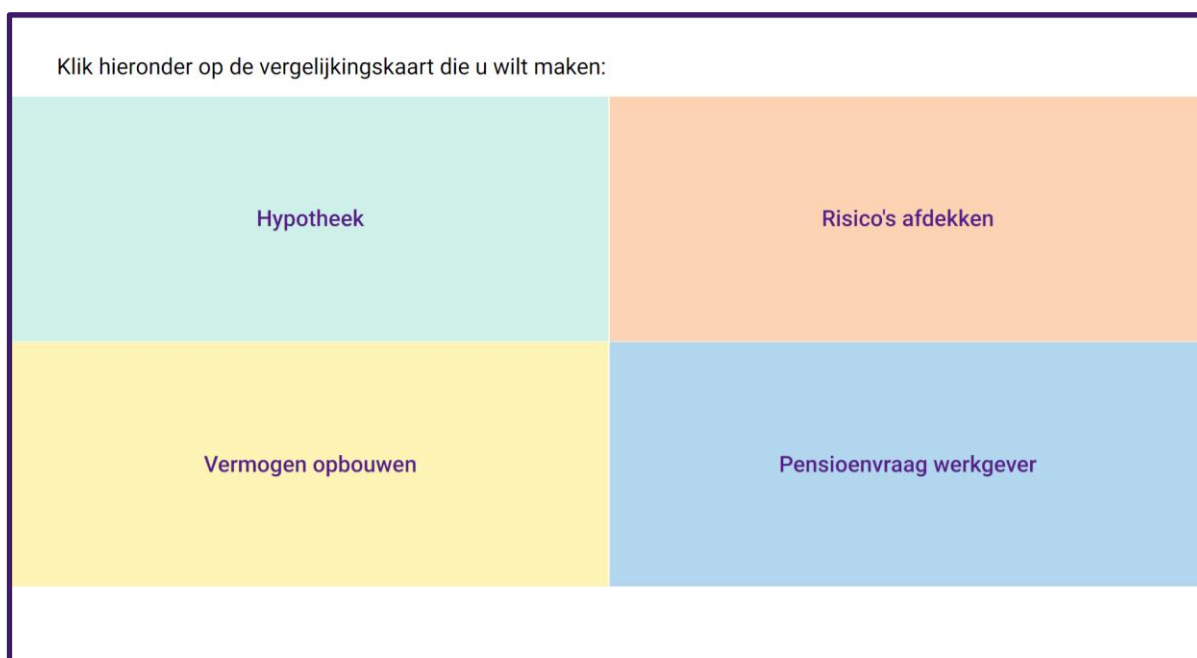 Klik hieronder op de vergelijkingskaart die u wilt maken:
Hypotheek
Risico's afdekken
Vermogen opbouwen
Pensioenvraag werkgever